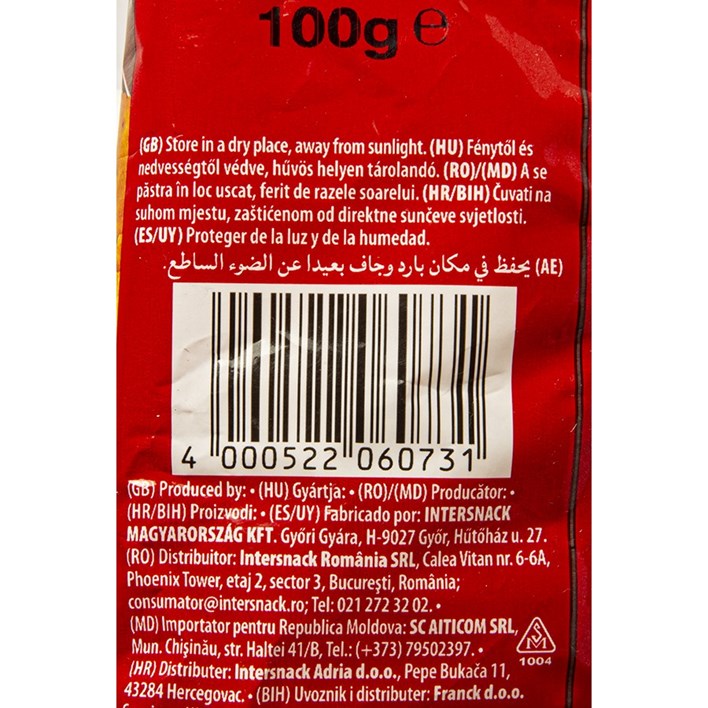 100g ℮
(GB) Store in a dry place, away from sunlight. (HU) Fénytől és
nedvességtől védve, hűvös helyen tárolandó. (RO)/(MD) A se
păstra în loc uscat, ferit de razele soarelui. (HR/BIH) Čuvati na
suhom mjestu, zaštićenom od direktne sunčeve svjetlosti.
(ES/UY) Proteger de la luz y de la humedad.
(AE) يحفظ في مكان بارد وجاف بعيدا عن الضوء الساطع.
4 000522 060731
(GB) Produced by: • (HU) Gyártja: • (RO)/(MD) Producător: •
(HR/BIH) Proizvodi: • (ES/UY) Fabricado por: INTERSNACK
MAGYARORSZÁG KFT. Győri Gyára, H-9027 Győr, Hűtőház u. 27.
(RO) Distribuitor: Intersnack România SRL, Calea Vitan nr. 6-6A,
Phoenix Tower, etaj 2, sector 3, Bucureşti, România;
consumator@intersnack.ro; Tel: 021 272 32 02. •
(MD) Importator pentru Republica Moldova: SC AITICOM SRL,
Mun. Chişinău, str. Haltei 41/B, Tel.: (+373) 79502397. •
(HR) Distributer: Intersnack Adria d.o.o., Pepe Bukača 11,
43284 Hercegovac. • (BIH) Uvoznik i distributer: Franck d.o.o.
SM
1004